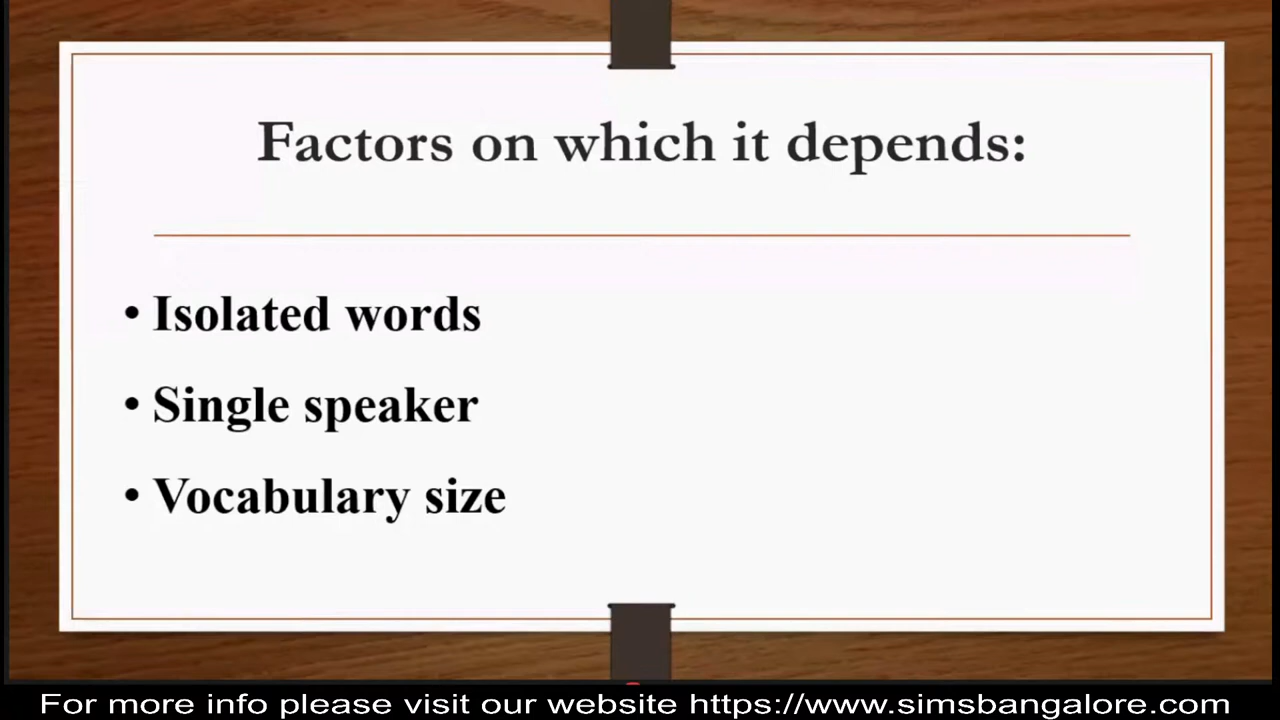 Factors on which it depends:
• Isolated words
• Single speaker
• Vocabulary size
For more info please visit our website https://www.simsbangalore.com